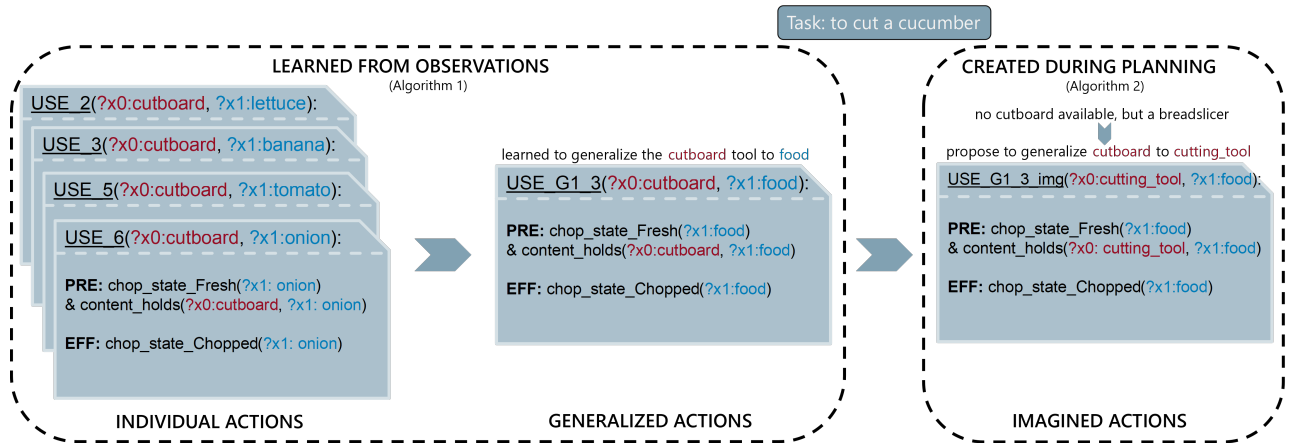 Task: to cut a cucumber
LEARNED FROM OBSERVATIONS
(Algorithm 1)
USE_2(?x0:cutboard, ?x1:lettuce):
USE_3(?x0:cutboard, ?x1:banana):
USE_5(?x0:cutboard, ?x1:tomato):
USE_6(?x0:cutboard, ?x1:onion):
PRE: chop_state_Fresh(?x1: onion)
& content_holds(?x0:cutboard, ?x1: onion)
EFF: chop_state_Chopped(?x1: onion)
INDIVIDUAL ACTIONS
learned to generalize the cutboard tool to food
USE_G1_3(?x0:cutboard, ?x1:food):
PRE: chop_state_Fresh(?x1:food)
& content_holds(?x0:cutboard, ?x1:food)
EFF: chop_state_Chopped(?x1:food)
GENERALIZED ACTIONS
CREATED DURING PLANNING
(Algorithm 2)
no cutboard available, but a breadslicer
propose to generalize cutboard to cutting_tool
USE_G1_3_img(?x0:cutting_tool, ?x1:food):
PRE: chop_state_Fresh(?x1:food)
& content_holds(?x0: cutting_tool, ?x1:food)
EFF: chop_state_Chopped(?x1:food)
IMAGINED ACTIONS